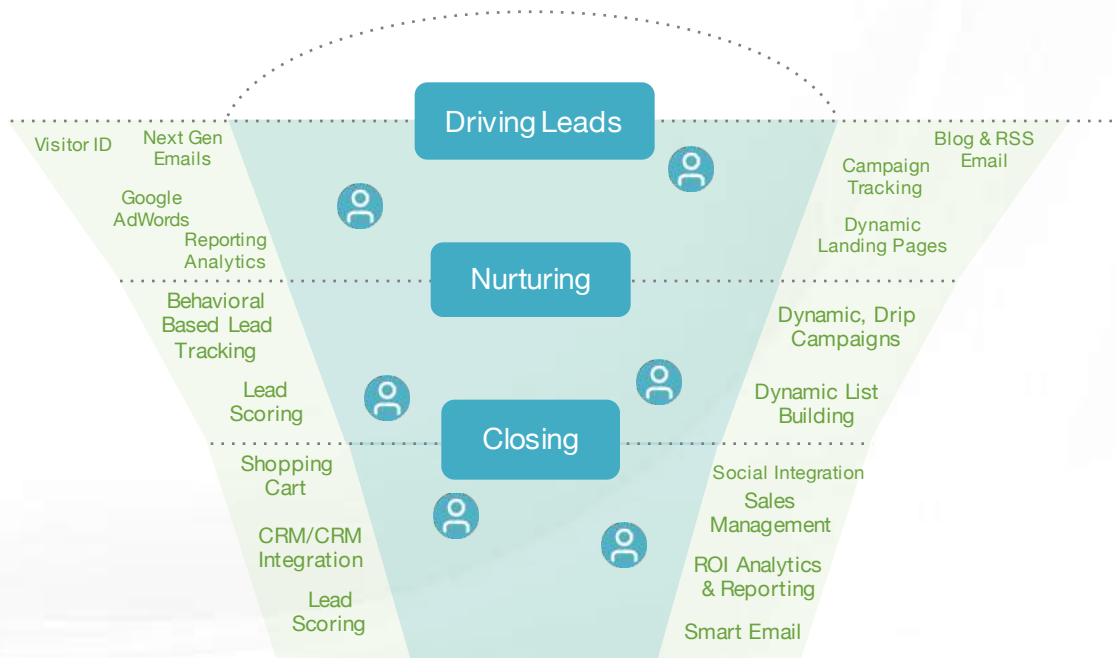 Driving Leads
Visitor ID
Next Gen
Emails
Google
AdWords
Reporting
Analytics
Blog & RSS
Email
Campaign
Tracking
Dynamic
Landing Pages
Nurturing
Behavioral
Based Lead
Tracking
Lead
Scoring
Dynamic, Drip
Campaigns
Dynamic List
Building
Closing
Shopping
Cart
CRM/CRM
Integration
Lead
Scoring
Social Integration
Sales
Management
ROI Analytics
& Reporting
Smart Email